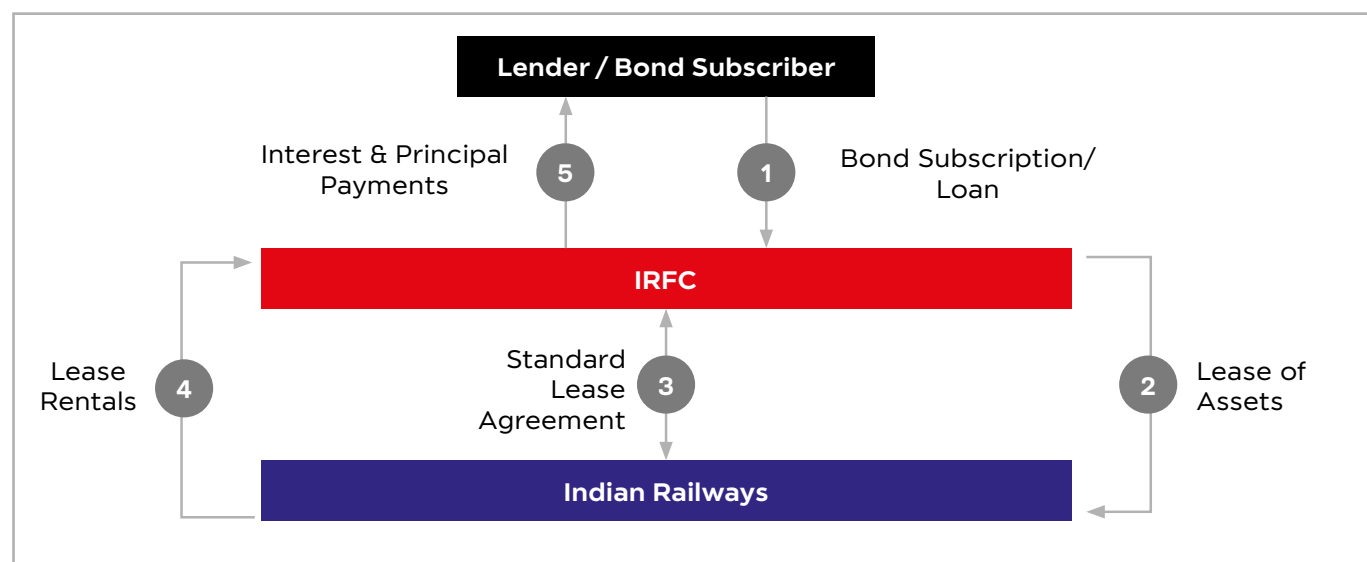 Lender / Bond Subscriber
Interest & Principal
Payments
5
1
Bond Subscription/
Loan
IRFC
Lease
Rentals
4
Standard
Lease
Agreement
3
2
Lease of
Assets
Indian Railways